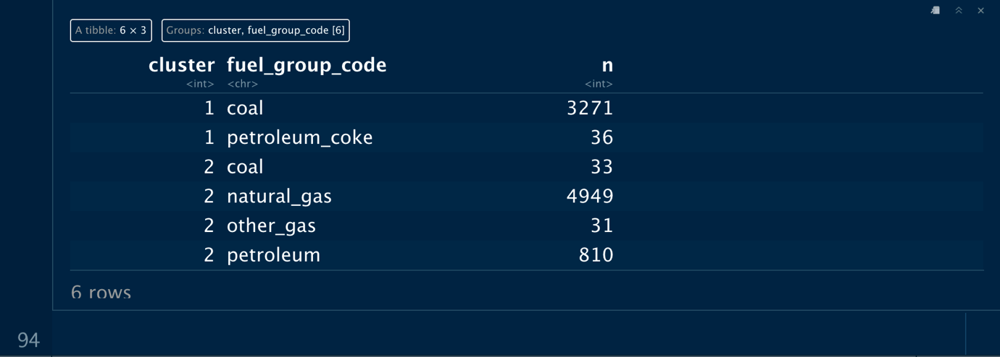 A tibble: 6 × 3 Groups: cluster, fuel_group_code [6]
cluster fuel_group_code n
<int> <chr> <int>
1 coal 3271
1 petroleum_coke 36
2 coal 33
2 natural_gas 4949
2 other_gas 31
2 petroleum 810
6 rows
94